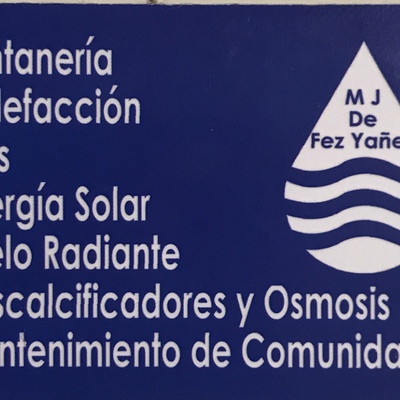 ntanería
lefacción
s
ergía Solar
elo Radiante
scalcificadores y Osmosis
ntenimiento de Comunida
M J
De
Fez Yañe